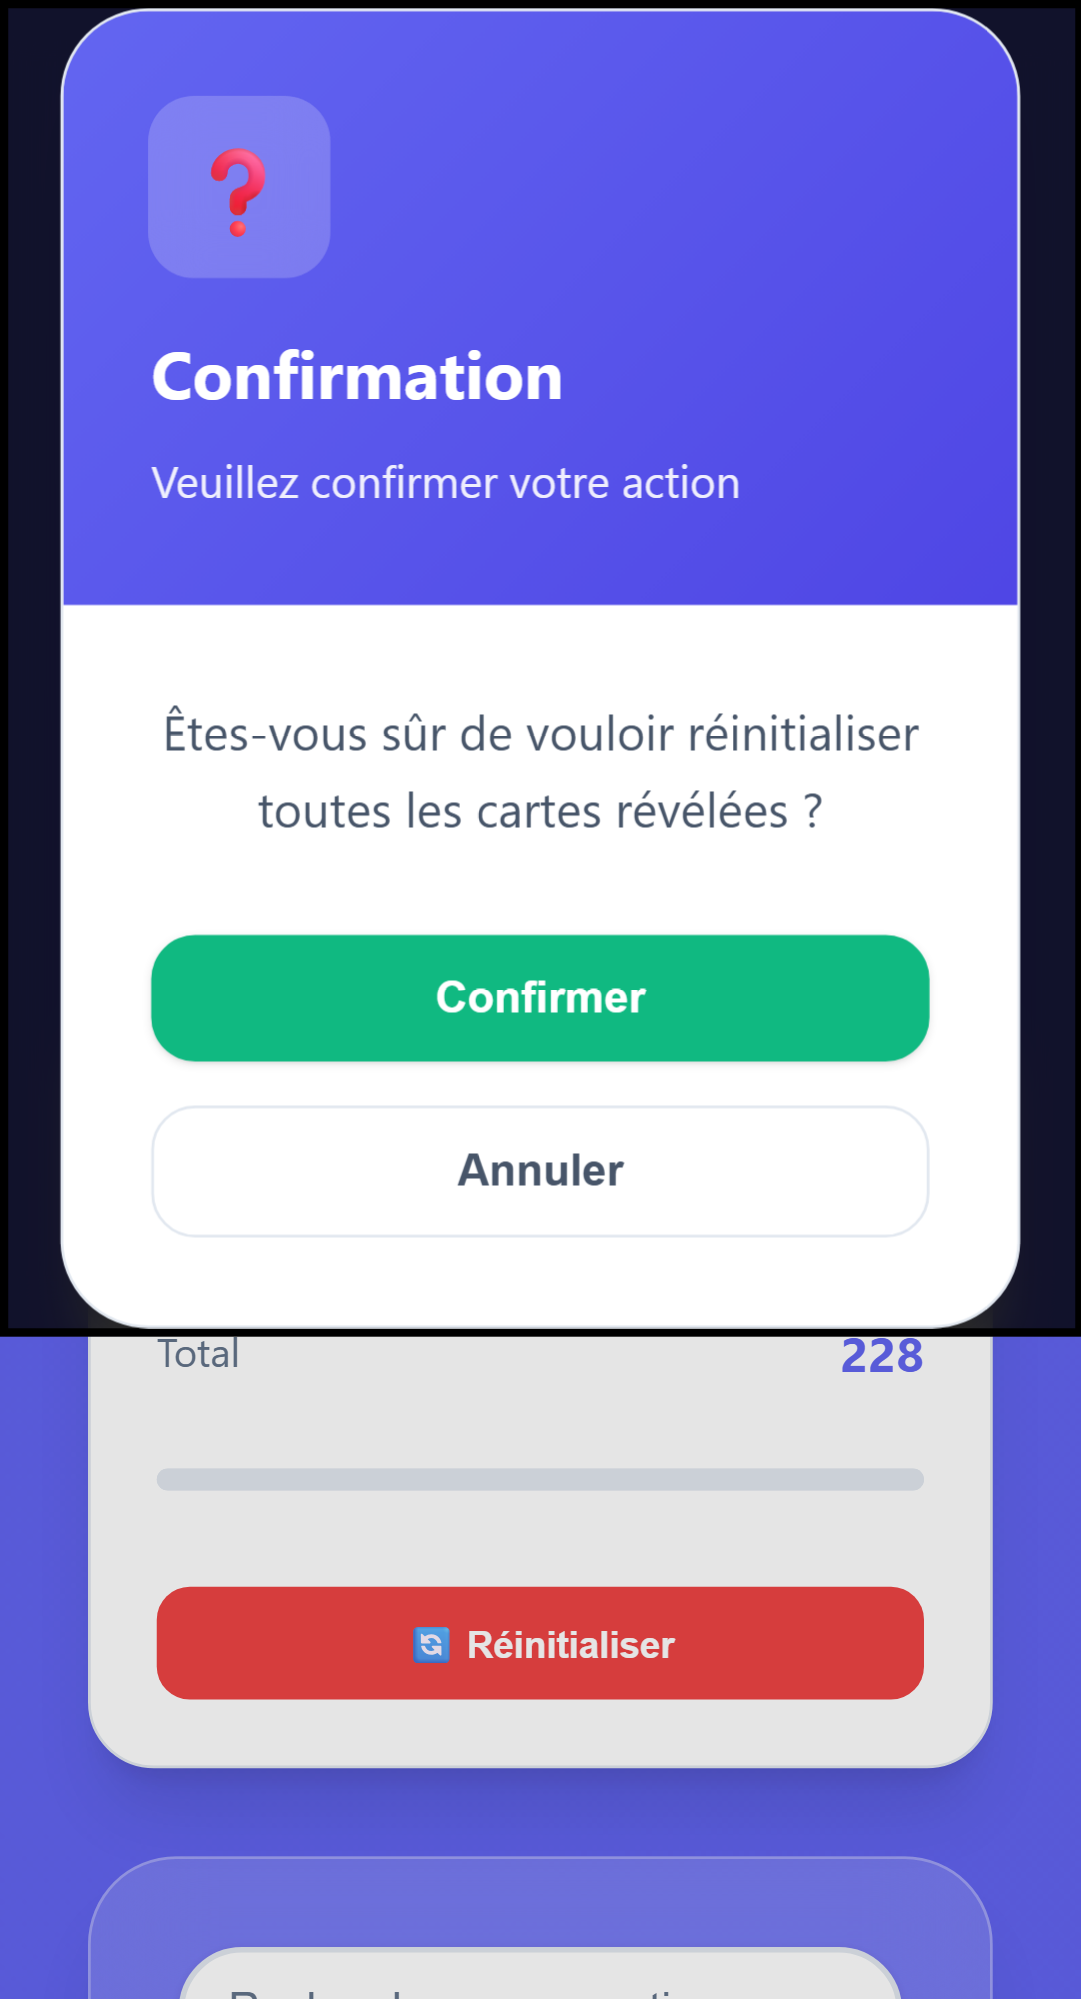 Confirmation
Veuillez confirmer votre action
Êtes-vous sûr de vouloir réinitialiser
toutes les cartes révélées ?
Confirmer
Annuler
Total
228
Réinitialiser